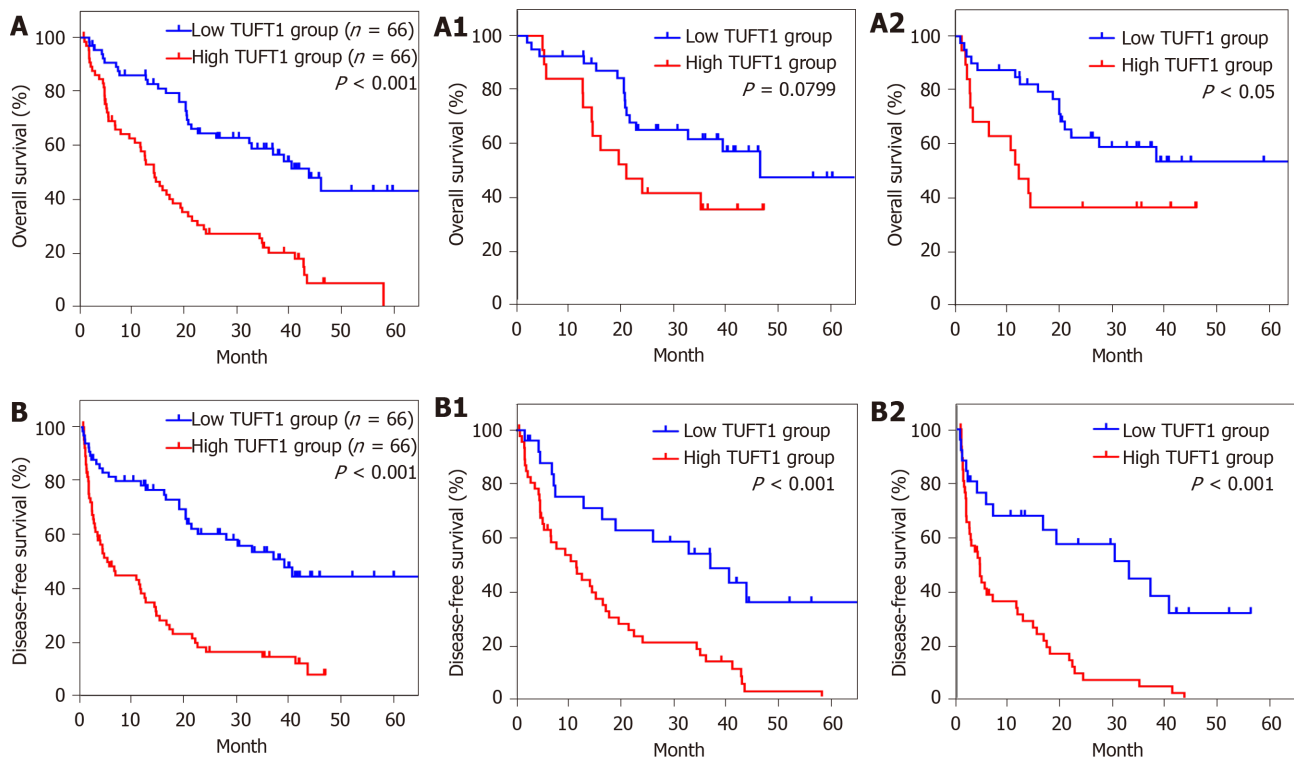 A
Low TUFT1 group (n = 66)
High TUFT1 group (n = 66)
P < 0.001
Overall survival (%)
100
80
60
40
20
0
0 10 20 30 40 50 60
Month
A1
Low TUFT1 group
High TUFT1 group
P = 0.0799
Overall survival (%)
100
80
60
40
20
0
0 10 20 30 40 50 60
Month
A2
Low TUFT1 group
High TUFT1 group
P < 0.05
Overall survival (%)
100
80
60
40
20
0
0 10 20 30 40 50 60
Month
B
Low TUFT1 group (n = 66)
High TUFT1 group (n = 66)
P < 0.001
Disease-free survival (%)
100
80
60
40
20
0
0 10 20 30 40 50 60
Month
B1
Low TUFT1 group
High TUFT1 group
P < 0.001
Disease-free survival (%)
100
80
60
40
20
0
0 10 20 30 40 50 60
Month
B2
Low TUFT1 group
High TUFT1 group
P < 0.001
Disease-free survival (%)
100
80
60
40
20
0
0 10 20 30 40 50 60
Month